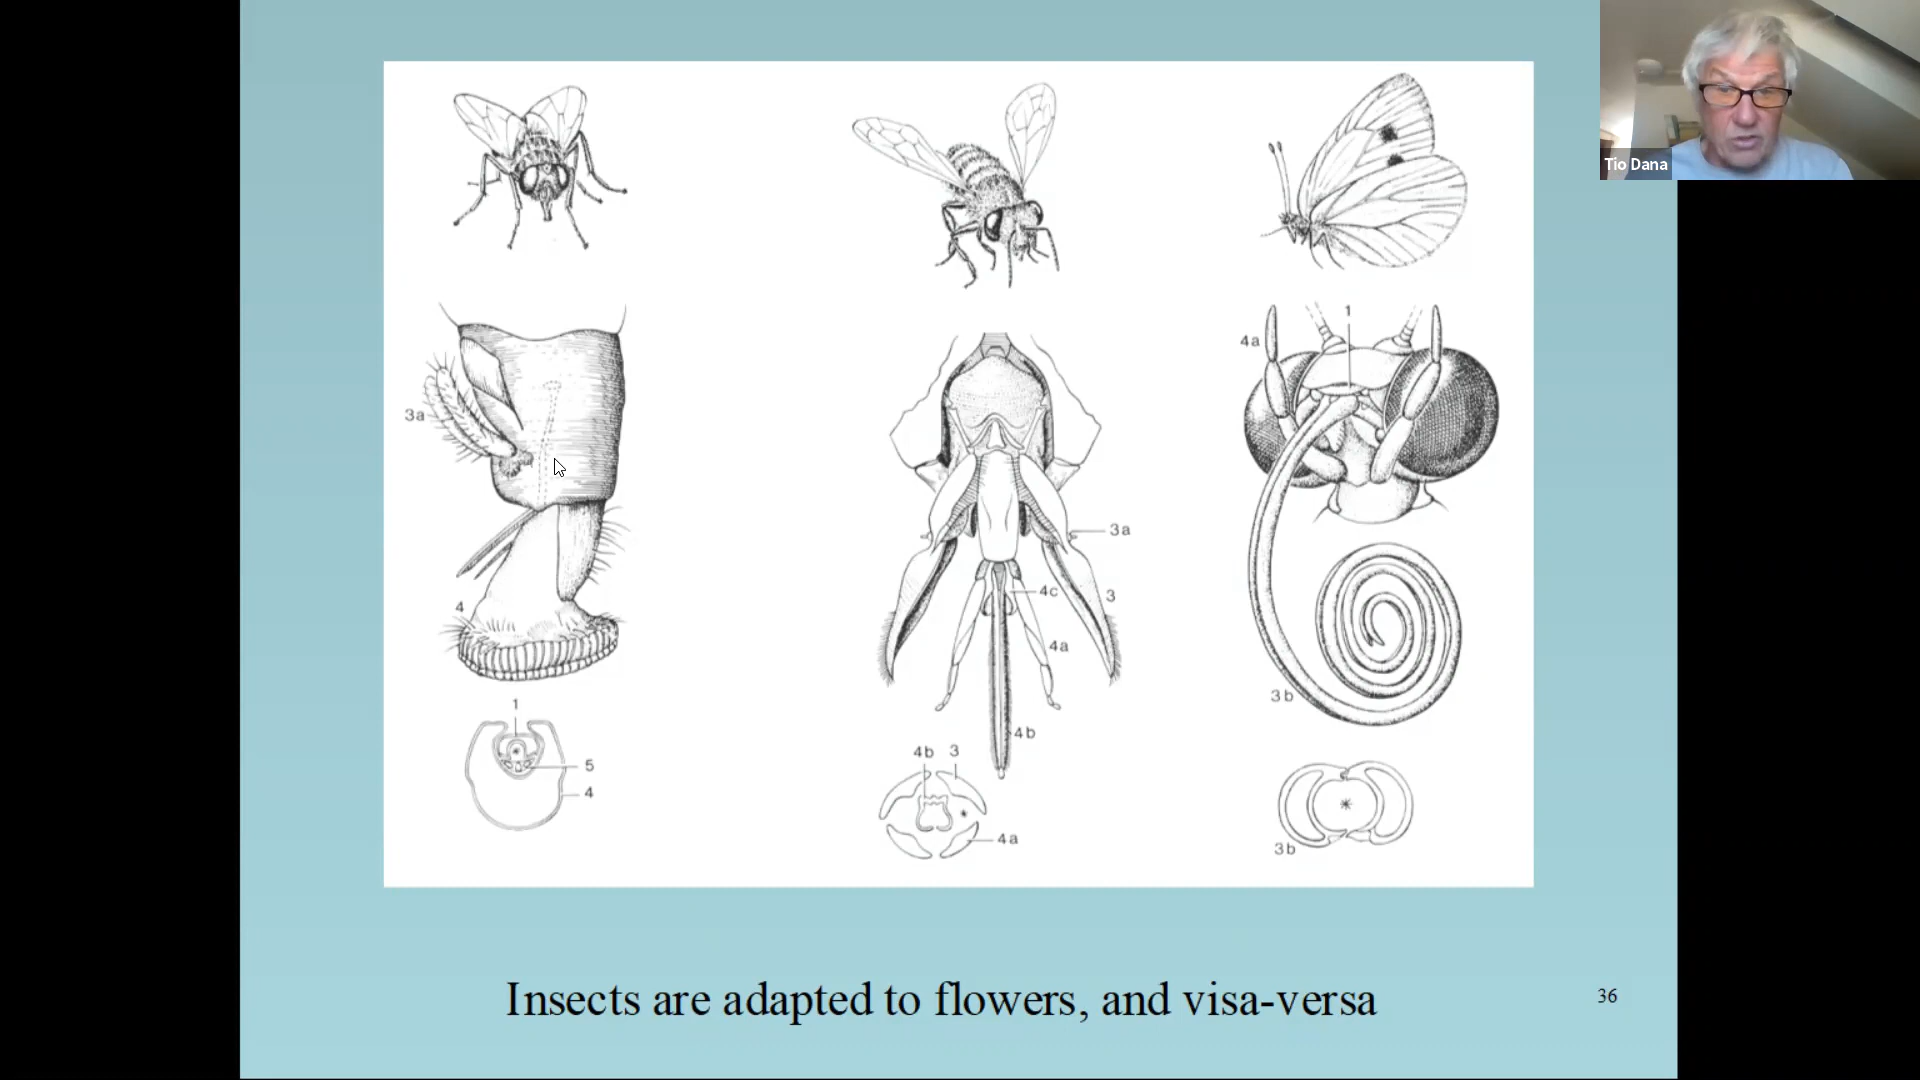 Tio Dana
1
4a
3a
3a
4c
3
4
4a
3b
1
4b
4b 3
5
4
4a
3b
Insects are adapted to flowers, and visa-versa
36